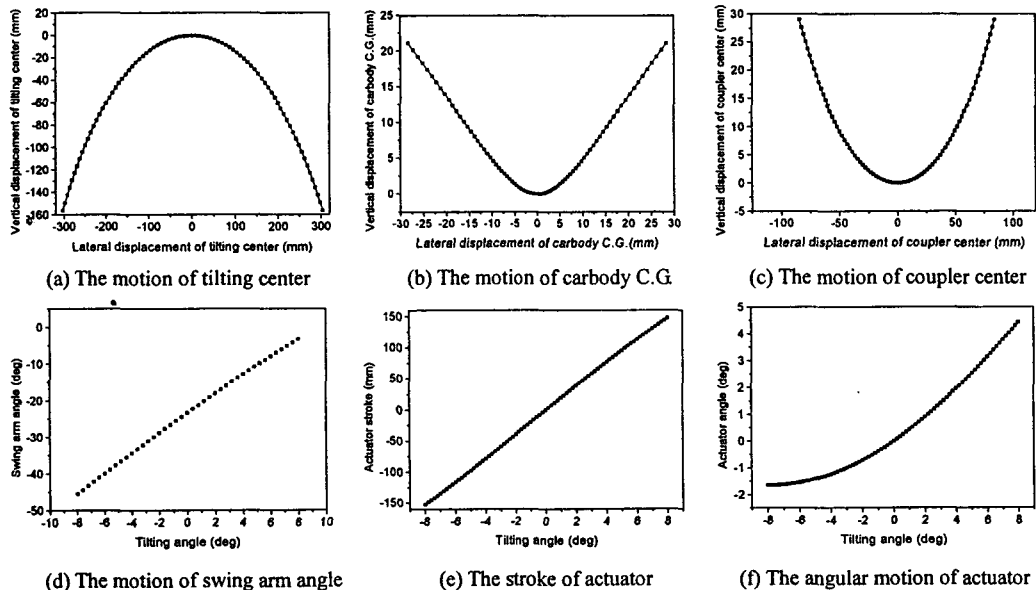 Vertical displacement of tilting center (mm)
20
0
-20
-40
-60
-80
-100
-120
-140
160
-300 -200 -100 0 100 200 300
Lateral displacement of tilting center (mm)
(a) The motion of tilting center
Vertical displacement of carbody C.G.(mm)
25
20
15
10
5
0
-30 -25 -20 -15 -10 -5 0 5 10 15 20 25 30
Lateral displacement of carbody C.G.(mm)
(b) The motion of carbody C.G.
Vertical displacement of coupler center (mm)
30
25
20
15
10
5
0
-5
-100 -50 0 50 100
Lateral displacement of coupler center (mm)
(c) The motion of coupler center
Swing arm angle (deg)
0
-10
-20
-30
-40
-50
-10 -8 -6 -4 -2 0 2 4 6 8 10
Tilting angle (deg)
(d) The motion of swing arm angle
Actuator stroke (mm)
150
100
50
0
-50
-100
-150
-8 -6 -4 -2 0 2 4 6 8
Tilting angle (deg)
(e) The stroke of actuator
Actuator angle (deg)
5
4
3
2
1
0
-1
-2
-8 -6 -4 -2 0 2 4 6 8
Tilting angle (deg)
(f) The angular motion of actuator